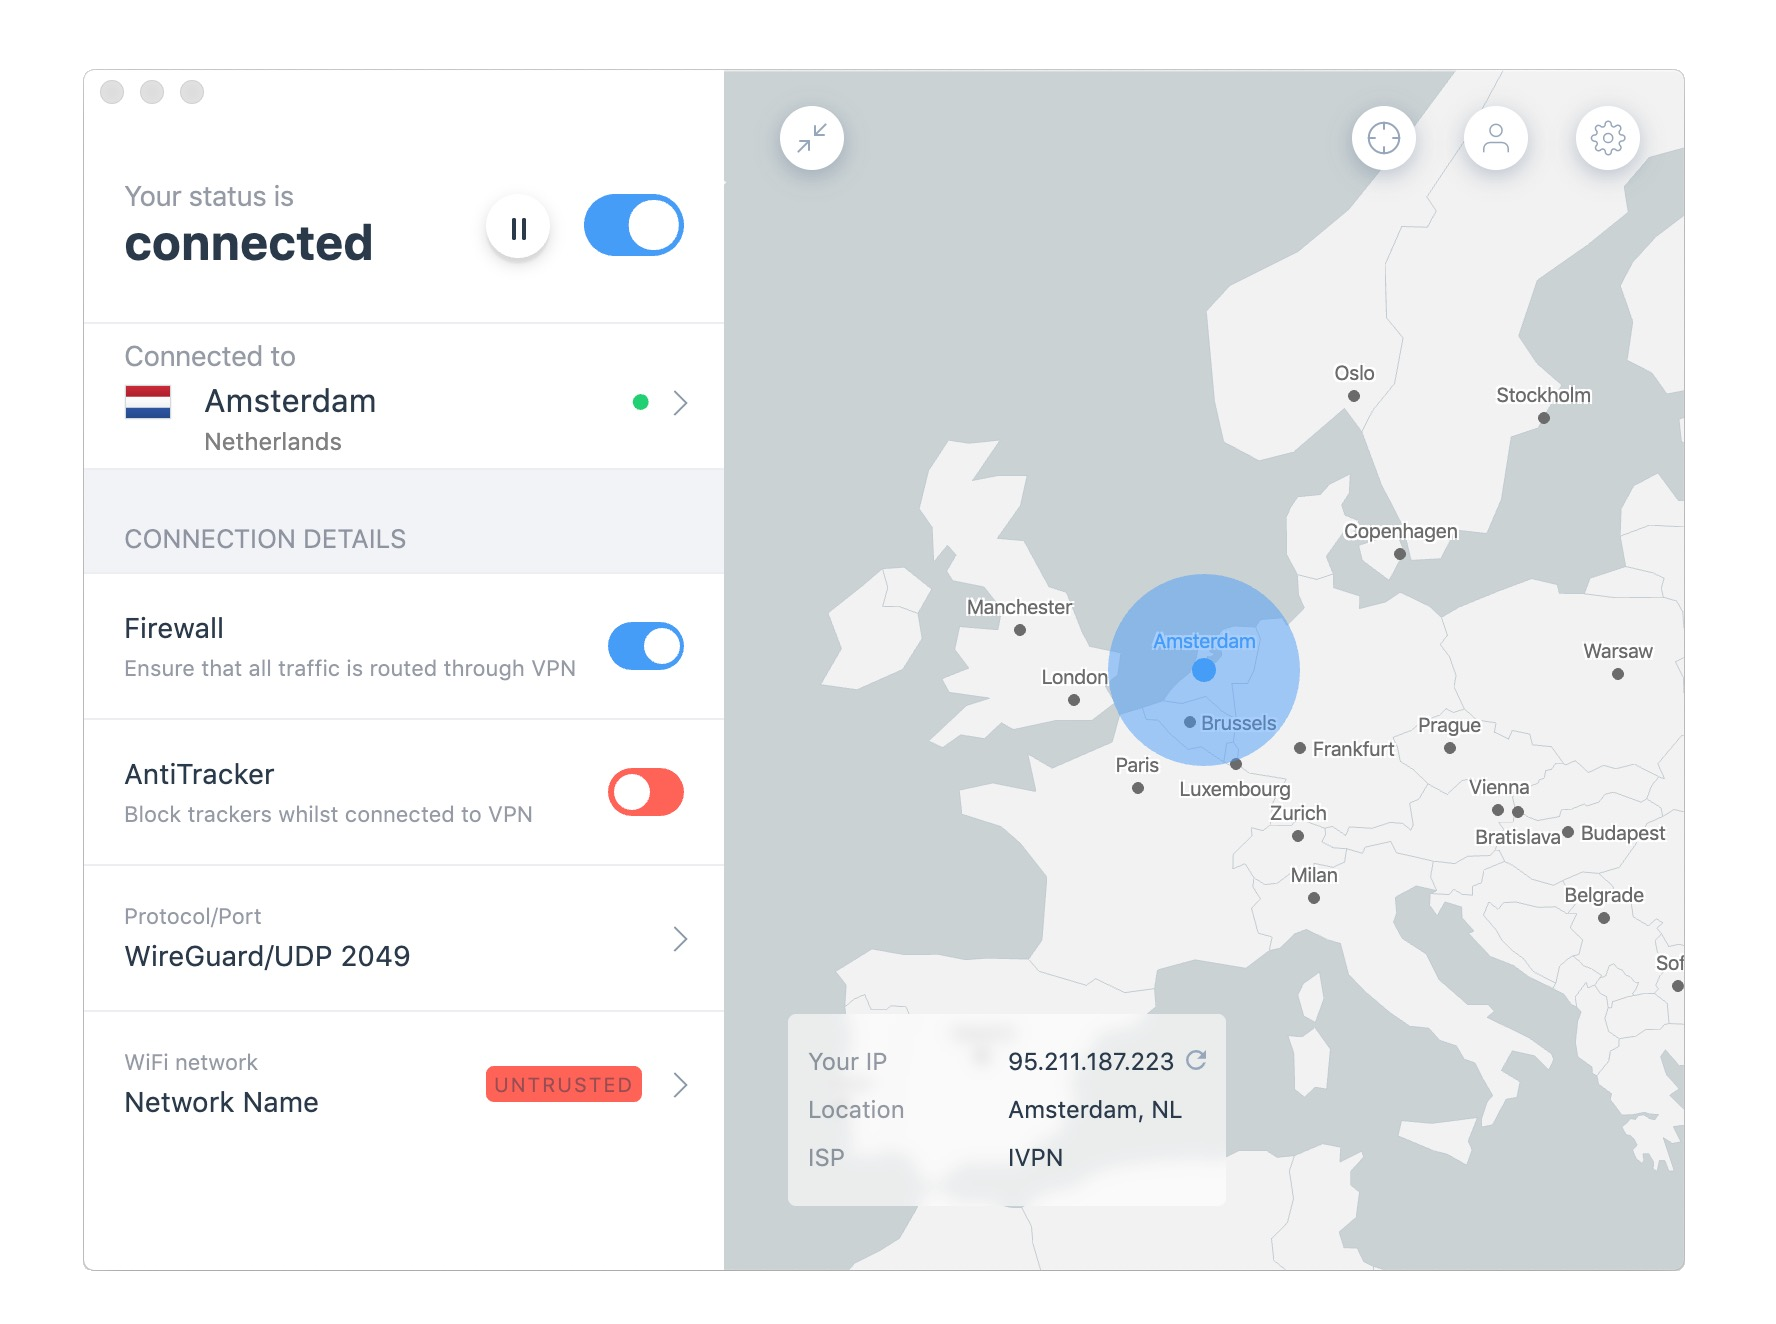 Your status is
connected
Connected to
Amsterdam
Netherlands
CONNECTION DETAILS
Firewall
Ensure that all traffic is routed through VPN
AntiTracker
Block trackers whilst connected to VPN
Protocol/Port
WireGuard/UDP 2049
WiFi network
Network Name
UNTRUSTED
Oslo
Stockholm
Copenhagen
Manchester
Amsterdam
Warsaw
London
Brussels
Prague
Frankfurt
Paris
Luxembourg
Vienna
Zurich
Bratislava
Budapest
Milan
Belgrade
Sof
Your IP 95.211.187.223
Location Amsterdam, NL
ISP IVPN